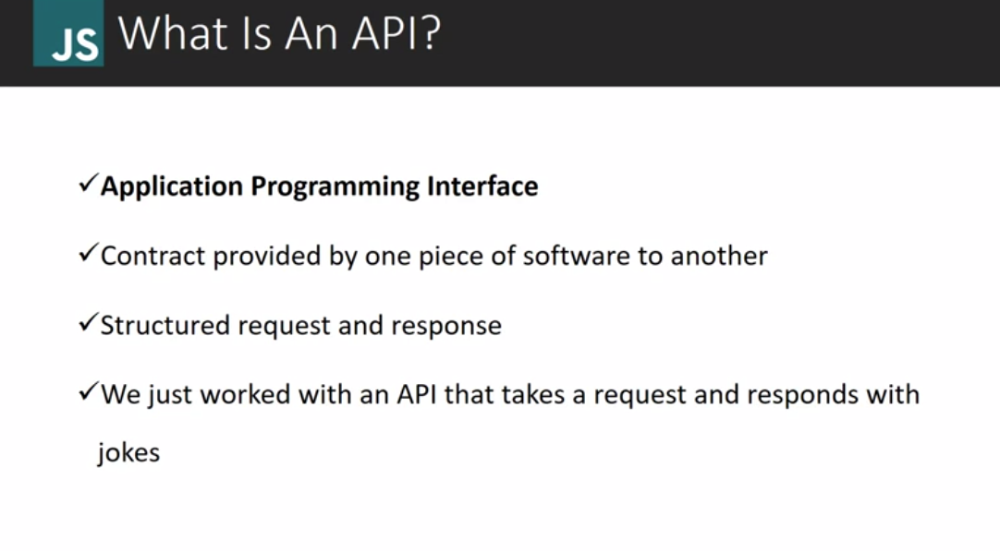 JS What Is An API?
✓Application Programming Interface
✓Contract provided by one piece of software to another
✓Structured request and response
✓We just worked with an API that takes a request and responds with
jokes